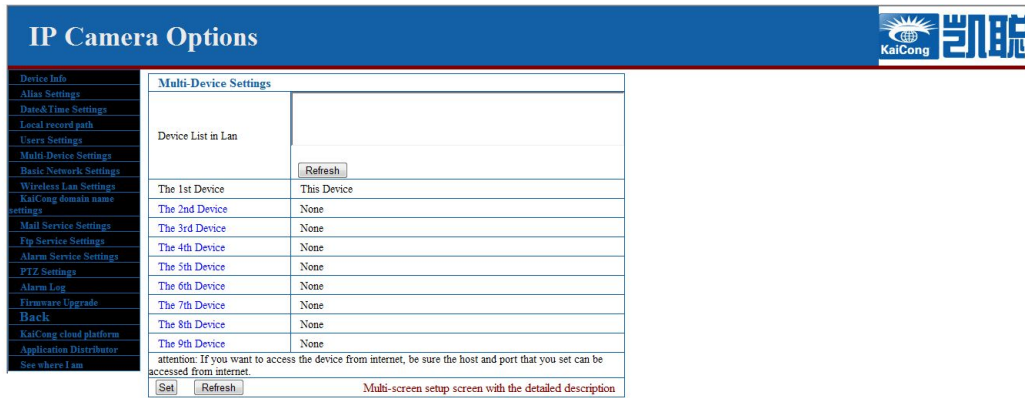 IP Camera Options
KaiCong
凯聪
Device Info
Alias Settings
Date&Time Settings
Local record path
Users Settings
Multi-Device Settings
Basic Network Settings
Wireless Lan Settings
KaiCong domain name
settings
Mail Service Settings
Ftp Service Settings
Alarm Service Settings
PTZ Settings
Alarm Log
Firmware Upgrade
Back
KaiCong cloud platform
Application Distributor
See where I am
Multi-Device Settings
Device List in Lan
Refresh
The 1st Device This Device
The 2nd Device None
The 3rd Device None
The 4th Device None
The 5th Device None
The 6th Device None
The 7th Device None
The 8th Device None
The 9th Device None
attention: If you want to access the device from internet, be sure the host and port that you set can be
accessed from internet.
Set Refresh Multi-screen setup screen with the detailed description